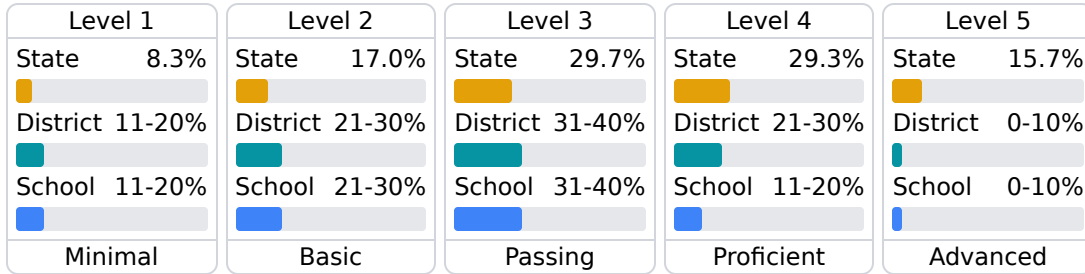 Level 1
State 8.3%
District 11-20%
School 11-20%
Minimal
Level 2
State 17.0%
District 21-30%
School 21-30%
Basic
Level 3
State 29.7%
District 31-40%
School 31-40%
Passing
Level 4
State 29.3%
District 21-30%
School 11-20%
Proficient
Level 5
State 15.7%
District 0-10%
School 0-10%
Advanced